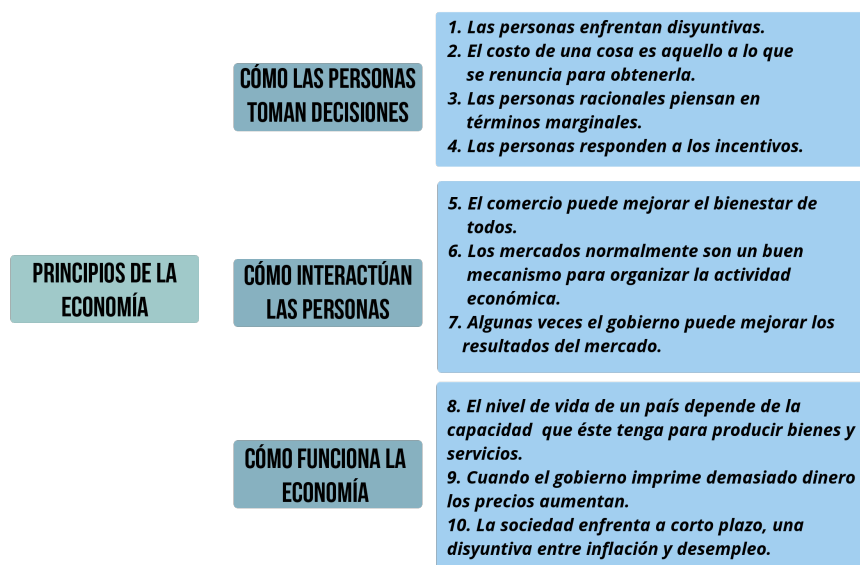 PRINCIPIOS DE LA
ECONOMÍA
CÓMO LAS PERSONAS
TOMAN DECISIONES
1. Las personas enfrentan disyuntivas.
2. El costo de una cosa es aquello a lo que
se renuncia para obtenerla.
3. Las personas racionales piensan en
términos marginales.
4. Las personas responden a los incentivos.
CÓMO INTERACTÚAN
LAS PERSONAS
5. El comercio puede mejorar el bienestar de
todos.
6. Los mercados normalmente son un buen
mecanismo para organizar la actividad
económica.
7. Algunas veces el gobierno puede mejorar los
resultados del mercado.
CÓMO FUNCIONA LA
ECONOMÍA
8. El nivel de vida de un país depende de la
capacidad  que éste tenga para producir bienes y
servicios.
9. Cuando el gobierno imprime demasiado dinero
los precios aumentan.
10. La sociedad enfrenta a corto plazo, una
disyuntiva entre inflación y desempleo.